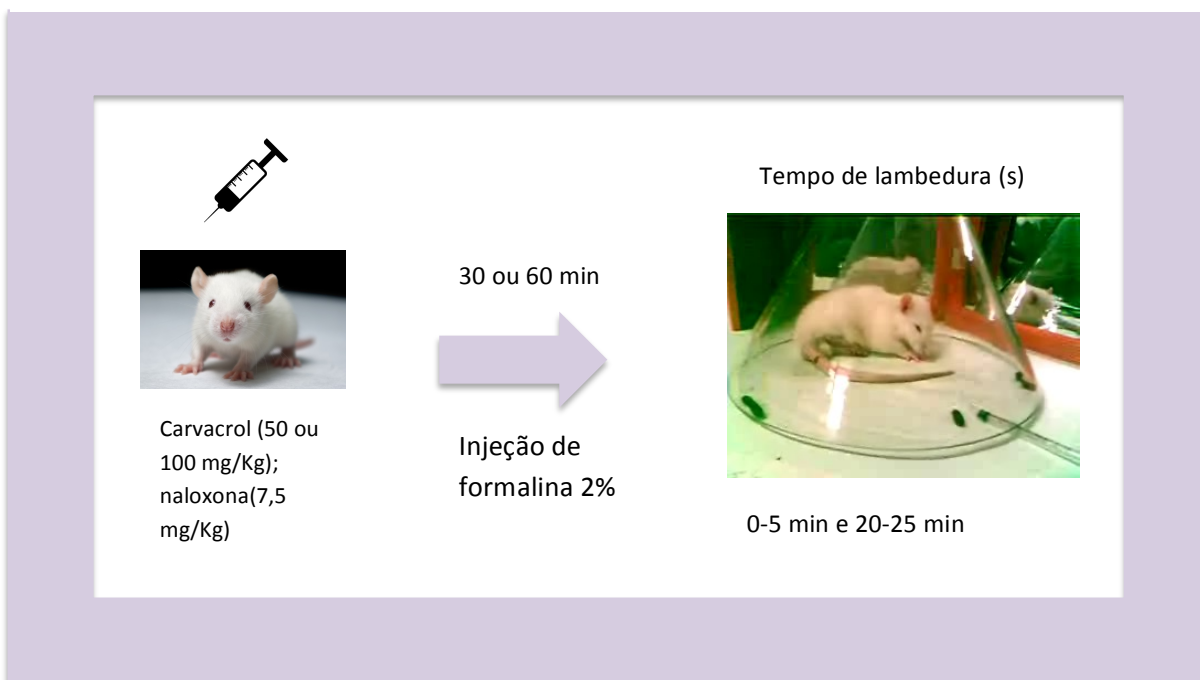 Tempo de lambedura (s)
30 ou 60 min
Carvacrol (50 ou
100 mg/Kg);
naloxona(7,5
mg/Kg)
Injeção de
formalina 2%
0-5 min e 20-25 min